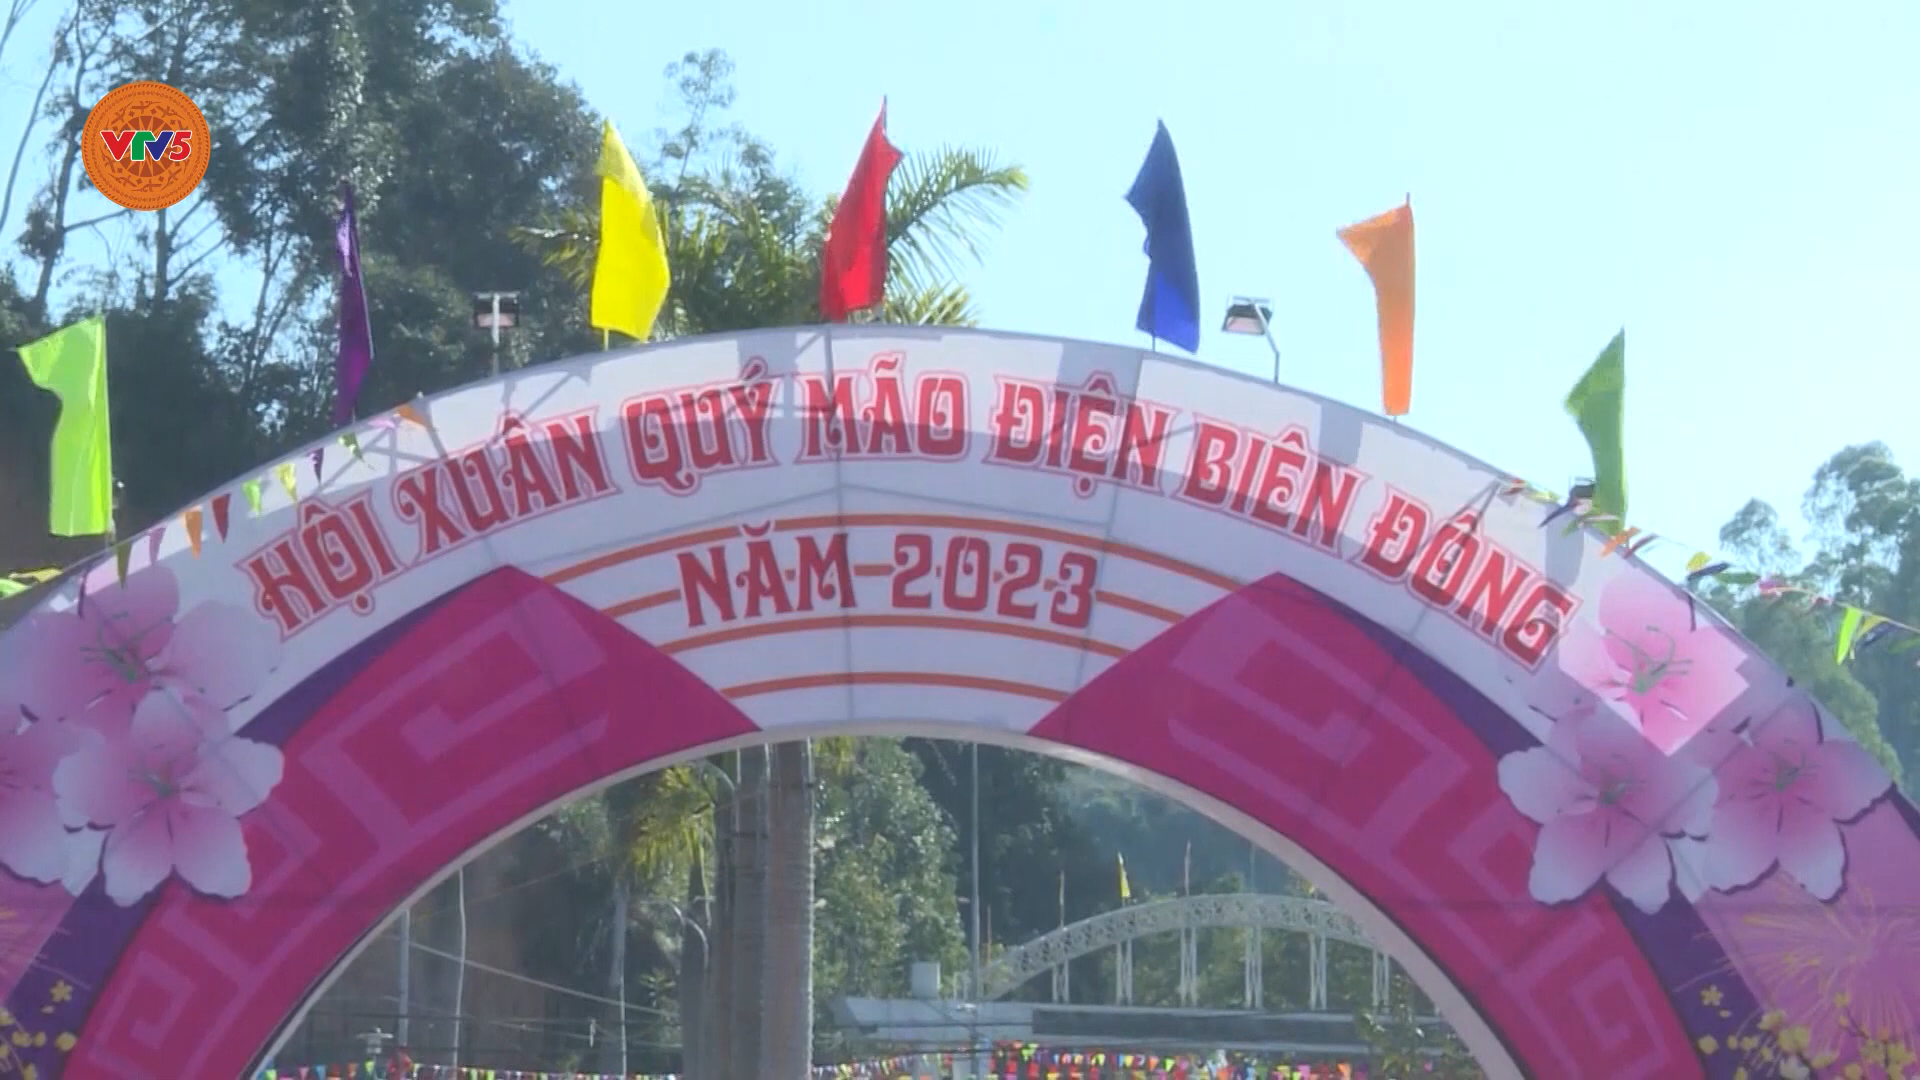 VTV5
HỘI XUÂN QUÝ MÃO ĐIỆN BIÊN ĐÔNG
NĂM 2023